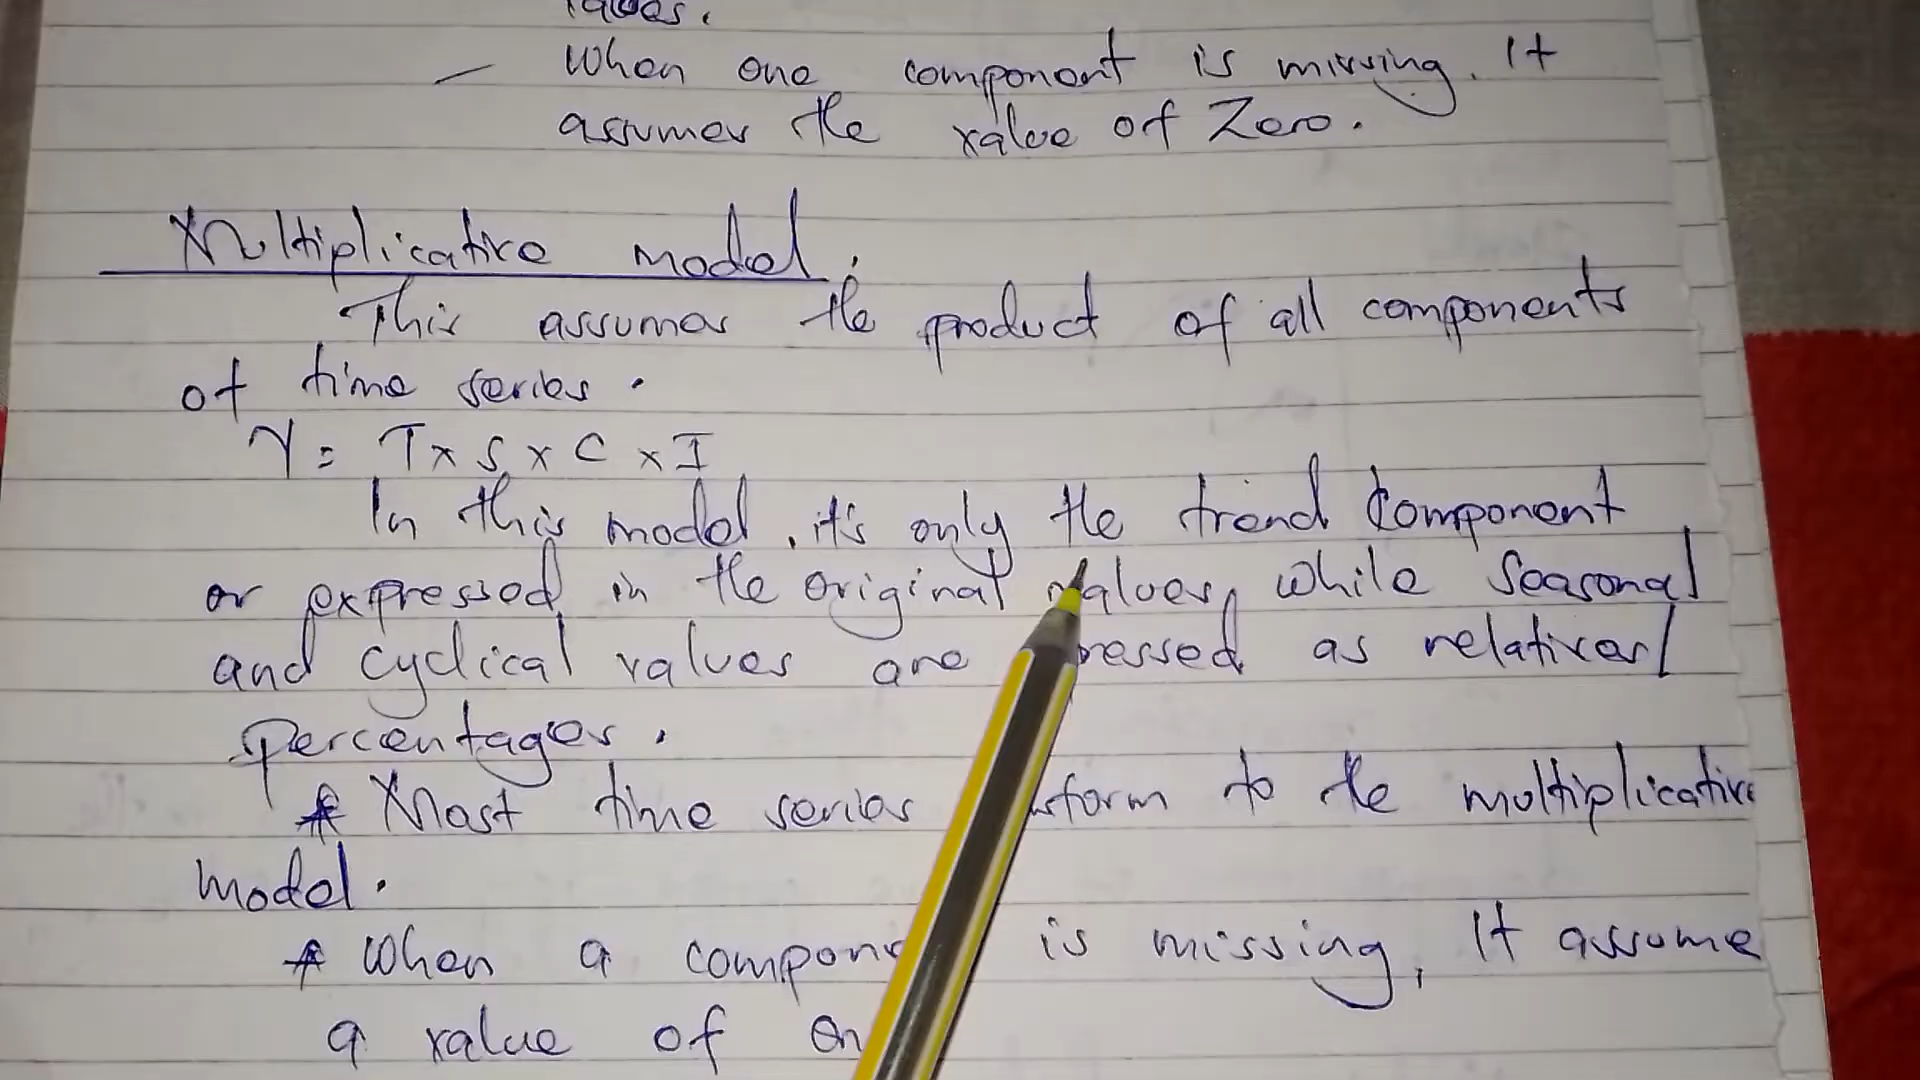 values.
– When one component is missing. It
assumes the value of Zero.
Multiplicative model.
This assumes the product of all components
of time series.
Y = T x S x C x I
In this model, it's only the trend component
or expressed in the original values, while Seasonal
and cyclical values are pressed as relatives/
percentages.
* Most time series form to the multiplicative
model.
* When a compon is missing, It assume
a value of on